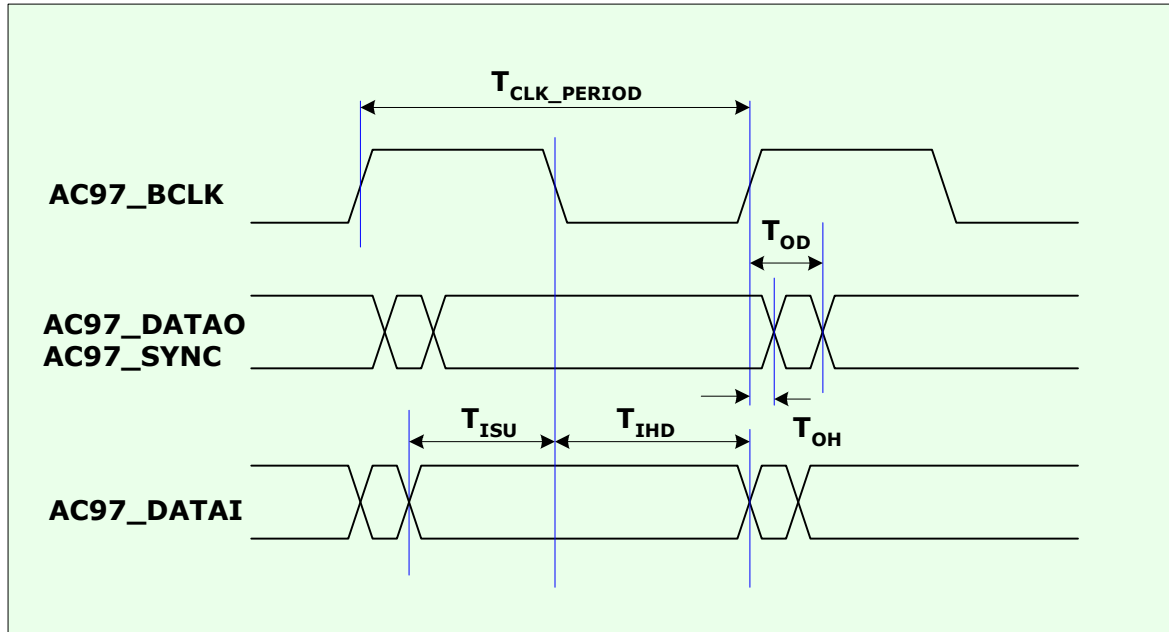 T_CLK_PERIOD
AC97_BCLK
T_OD
AC97_DATAO
AC97_SYNC
T_ISU
T_IHD
T_OH
AC97_DATAI